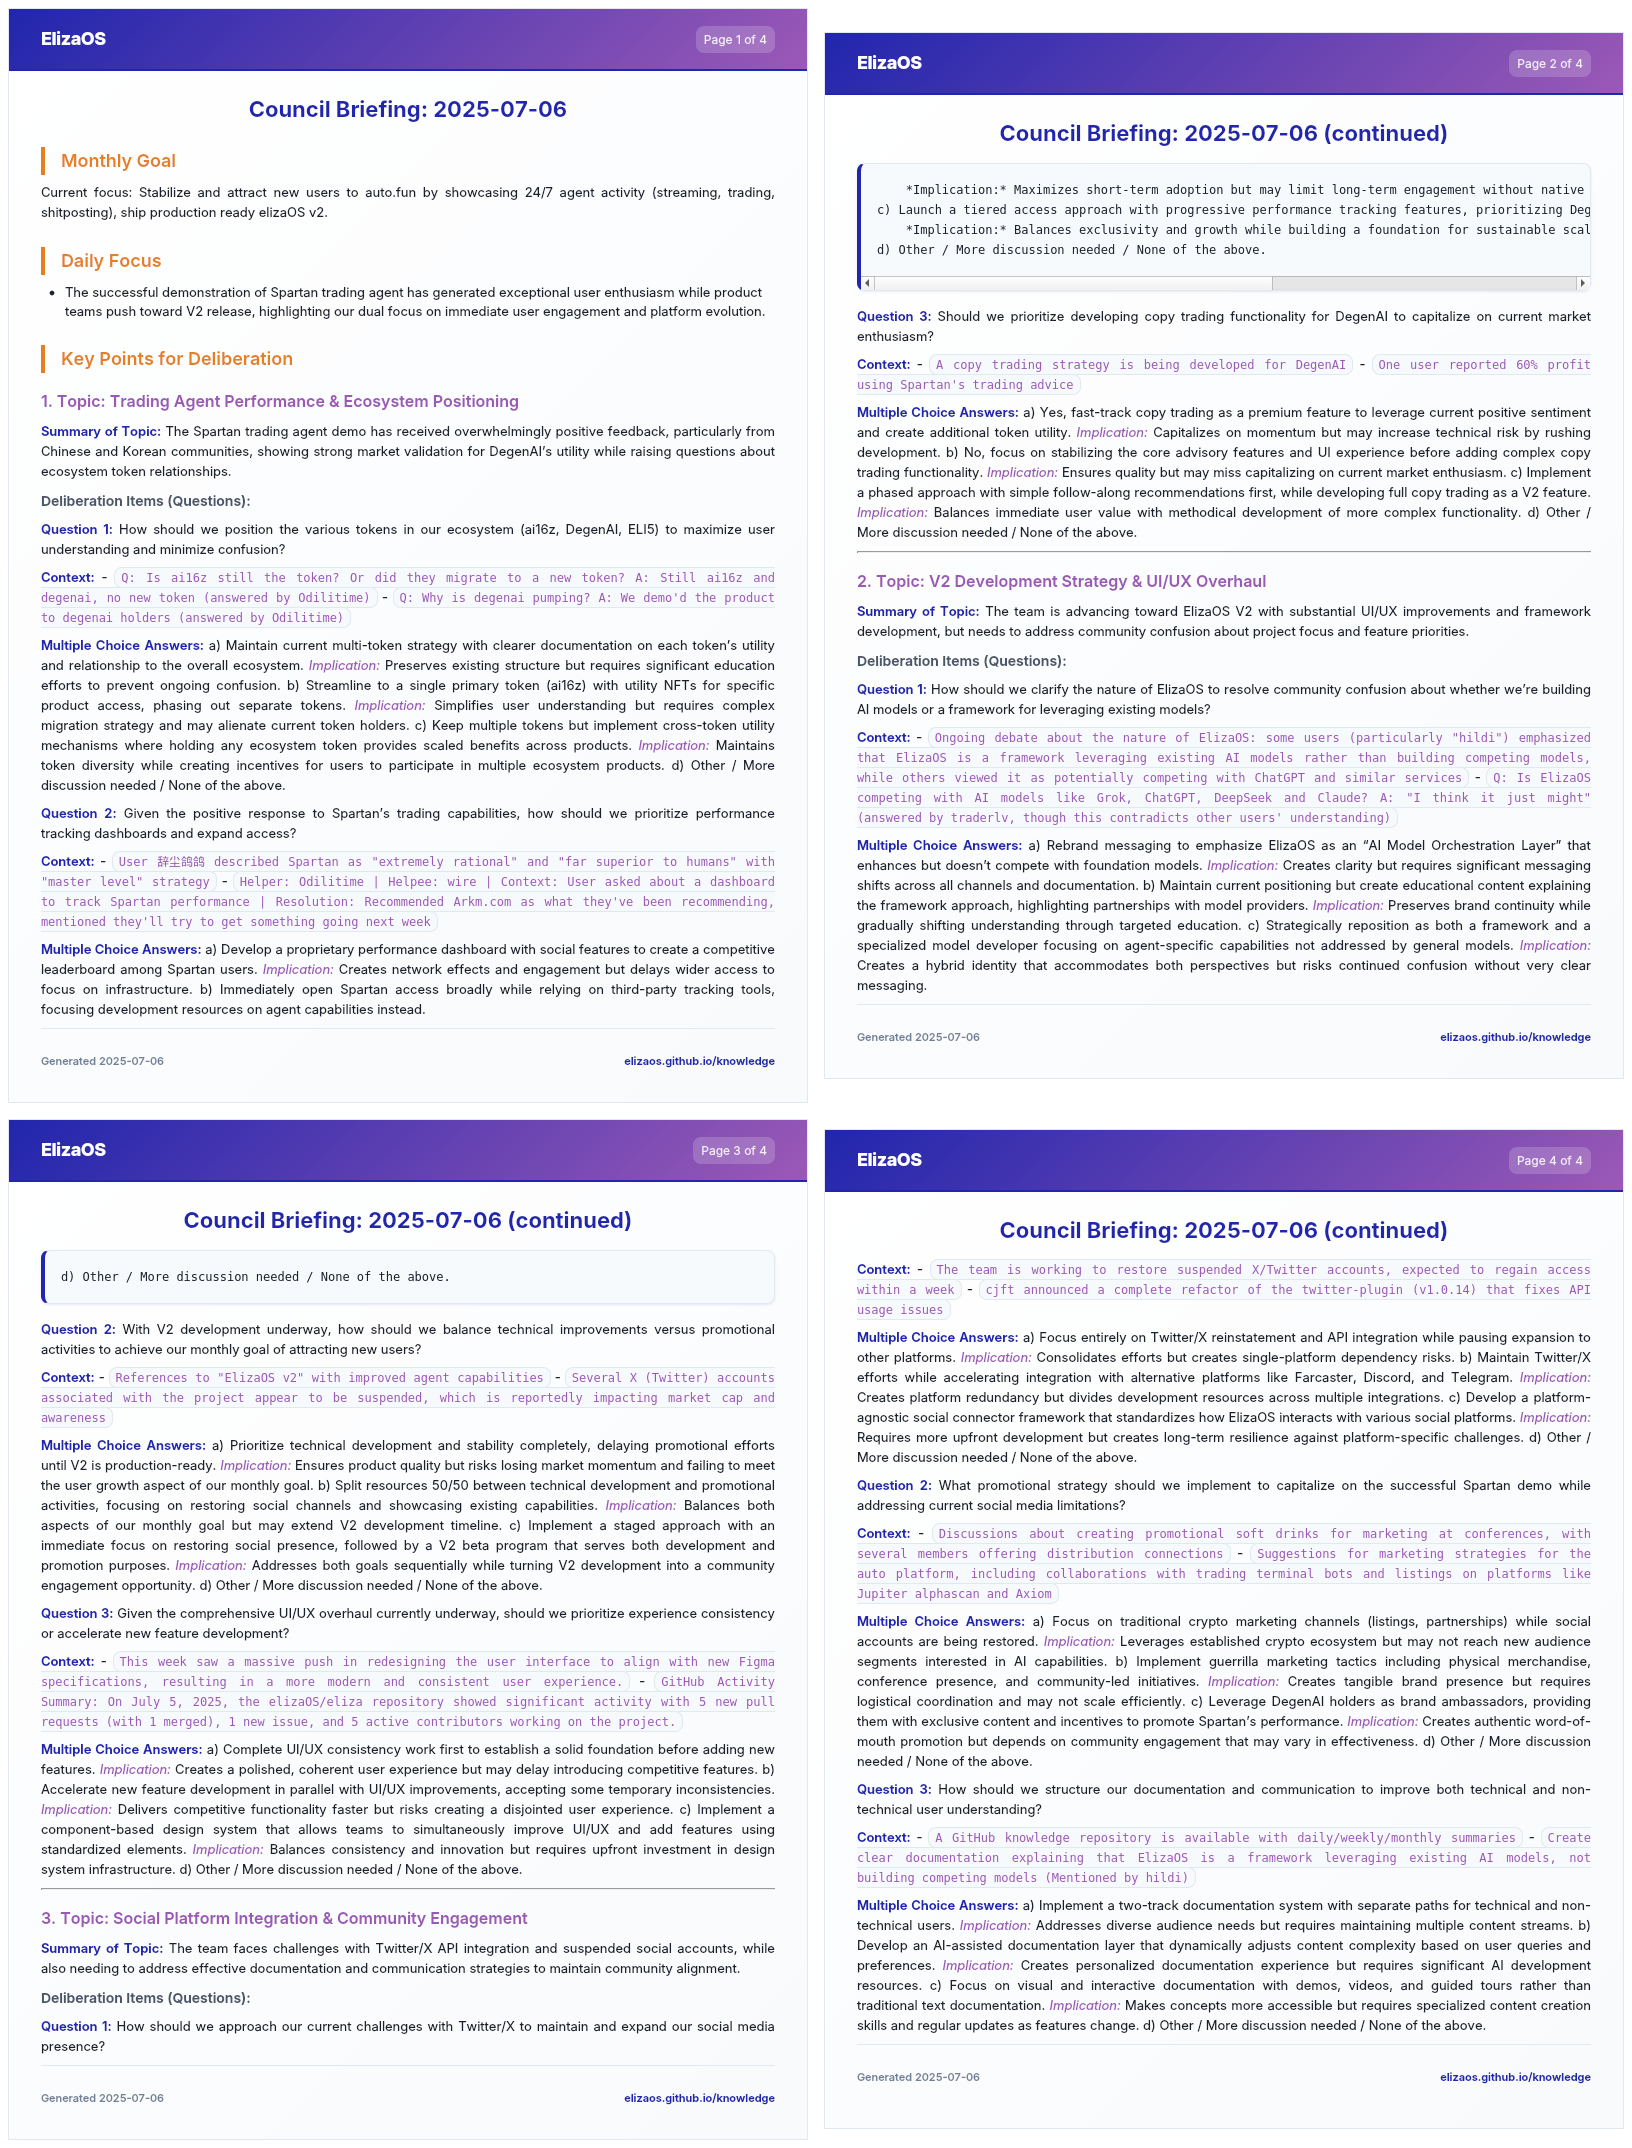 ElizaOS
Page 1 of 4
Council Briefing: 2025-07-06
Monthly Goal
Current focus: Stabilize and attract new users to auto.fun by showcasing 24/7 agent activity (streaming, trading,
shitposting), ship production ready elizaOS v2.
Daily Focus
• The successful demonstration of Spartan trading agent has generated exceptional user enthusiasm while product
teams push toward V2 release, highlighting our dual focus on immediate user engagement and platform evolution.
Key Points for Deliberation
1. Topic: Trading Agent Performance & Ecosystem Positioning
Summary of Topic: The Spartan trading agent demo has received overwhelmingly positive feedback, particularly from
Chinese and Korean communities, showing strong market validation for DegenAI’s utility while raising questions about
ecosystem token relationships.
Deliberation Items (Questions):
Question 1: How should we position the various tokens in our ecosystem (ai16z, DegenAI, ELI5) to maximize user
understanding and minimize confusion?
Context: - Q: Is ai16z still the token? Or did they migrate to a new token? A: Still ai16z and
degenai, no new token (answered by Odilitime) - Q: Why is degenai pumping? A: We demo'd the product
to degenai holders (answered by Odilitime)
Multiple Choice Answers: a) Maintain current multi-token strategy with clearer documentation on each token’s utility
and relationship to the overall ecosystem. Implication: Preserves existing structure but requires significant education
efforts to prevent ongoing confusion. b) Streamline to a single primary token (ai16z) with utility NFTs for specific
product access, phasing out separate tokens. Implication: Simplifies user understanding but requires complex
migration strategy and may alienate current token holders. c) Keep multiple tokens but implement cross-token utility
mechanisms where holding any ecosystem token provides scaled benefits across products. Implication: Maintains
token diversity while creating incentives for users to participate in multiple ecosystem products. d) Other / More
discussion needed / None of the above.
Question 2: Given the positive response to Spartan’s trading capabilities, how should we prioritize performance
tracking dashboards and expand access?
Context: - User 辞尘鸽鸽 described Spartan as "extremely rational" and "far superior to humans" with
"master level" strategy - Helper: Odilitime | Helpee: wire | Context: User asked about a dashboard
to track Spartan performance | Resolution: Recommended Arkm.com as what they've been recommending,
mentioned they'll try to get something going next week
Multiple Choice Answers: a) Develop a proprietary performance dashboard with social features to create a competitive
leaderboard among Spartan users. Implication: Creates network effects and engagement but delays wider access to
focus on infrastructure. b) Immediately open Spartan access broadly while relying on third-party tracking tools,
focusing development resources on agent capabilities instead.
Generated 2025-07-06
elizaos.github.io/knowledge
ElizaOS
Page 2 of 4
Council Briefing: 2025-07-06 (continued)
*Implication:* Maximizes short-term adoption but may limit long-term engagement without native
c) Launch a tiered access approach with progressive performance tracking features, prioritizing Deg
*Implication:* Balances exclusivity and growth while building a foundation for sustainable scal
d) Other / More discussion needed / None of the above.
Question 3: Should we prioritize developing copy trading functionality for DegenAI to capitalize on current market
enthusiasm?
Context: - A copy trading strategy is being developed for DegenAI - One user reported 60% profit
using Spartan's trading advice
Multiple Choice Answers: a) Yes, fast-track copy trading as a premium feature to leverage current positive sentiment
and create additional token utility. Implication: Capitalizes on momentum but may increase technical risk by rushing
development. b) No, focus on stabilizing the core advisory features and UI experience before adding complex copy
trading functionality. Implication: Ensures quality but may miss capitalizing on current market enthusiasm. c) Implement
a phased approach with simple follow-along recommendations first, while developing full copy trading as a V2 feature.
Implication: Balances immediate user value with methodical development of more complex functionality. d) Other /
More discussion needed / None of the above.
2. Topic: V2 Development Strategy & UI/UX Overhaul
Summary of Topic: The team is advancing toward ElizaOS V2 with substantial UI/UX improvements and framework
development, but needs to address community confusion about project focus and feature priorities.
Deliberation Items (Questions):
Question 1: How should we clarify the nature of ElizaOS to resolve community confusion about whether we’re building
AI models or a framework for leveraging existing models?
Context: - Ongoing debate about the nature of ElizaOS: some users (particularly "hildi") emphasized
that ElizaOS is a framework leveraging existing AI models rather than building competing models,
while others viewed it as potentially competing with ChatGPT and similar services - Q: Is ElizaOS
competing with AI models like Grok, ChatGPT, DeepSeek and Claude? A: "I think it just might"
(answered by traderlv, though this contradicts other users' understanding)
Multiple Choice Answers: a) Rebrand messaging to emphasize ElizaOS as an “AI Model Orchestration Layer” that
enhances but doesn’t compete with foundation models. Implication: Creates clarity but requires significant messaging
shifts across all channels and documentation. b) Maintain current positioning but create educational content explaining
the framework approach, highlighting partnerships with model providers. Implication: Preserves brand continuity while
gradually shifting understanding through targeted education. c) Strategically reposition as both a framework and a
specialized model developer focusing on agent-specific capabilities not addressed by general models. Implication:
Creates a hybrid identity that accommodates both perspectives but risks continued confusion without very clear
messaging.
Generated 2025-07-06
elizaos.github.io/knowledge
ElizaOS
Page 3 of 4
Council Briefing: 2025-07-06 (continued)
d) Other / More discussion needed / None of the above.
Question 2: With V2 development underway, how should we balance technical improvements versus promotional
activities to achieve our monthly goal of attracting new users?
Context: - References to "ElizaOS v2" with improved agent capabilities - Several X (Twitter) accounts
associated with the project appear to be suspended, which is reportedly impacting market cap and
awareness
Multiple Choice Answers: a) Prioritize technical development and stability completely, delaying promotional efforts
until V2 is production-ready. Implication: Ensures product quality but risks losing market momentum and failing to meet
the user growth aspect of our monthly goal. b) Split resources 50/50 between technical development and promotional
activities, focusing on restoring social channels and showcasing existing capabilities. Implication: Balances both
aspects of our monthly goal but may extend V2 development timeline. c) Implement a staged approach with an
immediate focus on restoring social presence, followed by a V2 beta program that serves both development and
promotion purposes. Implication: Addresses both goals sequentially while turning V2 development into a community
engagement opportunity. d) Other / More discussion needed / None of the above.
Question 3: Given the comprehensive UI/UX overhaul currently underway, should we prioritize experience consistency
or accelerate new feature development?
Context: - This week saw a massive push in redesigning the user interface to align with new Figma
specifications, resulting in a more modern and consistent user experience. - GitHub Activity
Summary: On July 5, 2025, the elizaOS/eliza repository showed significant activity with 5 new pull
requests (with 1 merged), 1 new issue, and 5 active contributors working on the project.
Multiple Choice Answers: a) Complete UI/UX consistency work first to establish a solid foundation before adding new
features. Implication: Creates a polished, coherent user experience but may delay introducing competitive features. b)
Accelerate new feature development in parallel with UI/UX improvements, accepting some temporary inconsistencies.
Implication: Delivers competitive functionality faster but risks creating a disjointed user experience. c) Implement a
component-based design system that allows teams to simultaneously improve UI/UX and add features using
standardized elements. Implication: Balances consistency and innovation but requires upfront investment in design
system infrastructure. d) Other / More discussion needed / None of the above.
3. Topic: Social Platform Integration & Community Engagement
Summary of Topic: The team faces challenges with Twitter/X API integration and suspended social accounts, while
also needing to address effective documentation and communication strategies to maintain community alignment.
Deliberation Items (Questions):
Question 1: How should we approach our current challenges with Twitter/X to maintain and expand our social media
presence?
Generated 2025-07-06
elizaos.github.io/knowledge
ElizaOS
Page 4 of 4
Council Briefing: 2025-07-06 (continued)
Context: - The team is working to restore suspended X/Twitter accounts, expected to regain access
within a week - cjft announced a complete refactor of the twitter-plugin (v1.0.14) that fixes API
usage issues
Multiple Choice Answers: a) Focus entirely on Twitter/X reinstatement and API integration while pausing expansion to
other platforms. Implication: Consolidates efforts but creates single-platform dependency risks. b) Maintain Twitter/X
efforts while accelerating integration with alternative platforms like Farcaster, Discord, and Telegram. Implication:
Creates platform redundancy but divides development resources across multiple integrations. c) Develop a platform-
agnostic social connector framework that standardizes how ElizaOS interacts with various social platforms. Implication:
Requires more upfront development but creates long-term resilience against platform-specific challenges. d) Other /
More discussion needed / None of the above.
Question 2: What promotional strategy should we implement to capitalize on the successful Spartan demo while
addressing current social media limitations?
Context: - Discussions about creating promotional soft drinks for marketing at conferences, with
several members offering distribution connections - Suggestions for marketing strategies for the
auto platform, including collaborations with trading terminal bots and listings on platforms like
Jupiter alphascan and Axiom
Multiple Choice Answers: a) Focus on traditional crypto marketing channels (listings, partnerships) while social
accounts are being restored. Implication: Leverages established crypto ecosystem but may not reach new audience
segments interested in AI capabilities. b) Implement guerrilla marketing tactics including physical merchandise,
conference presence, and community-led initiatives. Implication: Creates tangible brand presence but requires
logistical coordination and may not scale efficiently. c) Leverage DegenAI holders as brand ambassadors, providing
them with exclusive content and incentives to promote Spartan’s performance. Implication: Creates authentic word-of-
mouth promotion but depends on community engagement that may vary in effectiveness. d) Other / More discussion
needed / None of the above.
Question 3: How should we structure our documentation and communication to improve both technical and non-
technical user understanding?
Context: - A GitHub knowledge repository is available with daily/weekly/monthly summaries - Create
clear documentation explaining that ElizaOS is a framework leveraging existing AI models, not
building competing models (Mentioned by hildi)
Multiple Choice Answers: a) Implement a two-track documentation system with separate paths for technical and non-
technical users. Implication: Addresses diverse audience needs but requires maintaining multiple content streams. b)
Develop an AI-assisted documentation layer that dynamically adjusts content complexity based on user queries and
preferences. Implication: Creates personalized documentation experience but requires significant AI development
resources. c) Focus on visual and interactive documentation with demos, videos, and guided tours rather than
traditional text documentation. Implication: Makes concepts more accessible but requires specialized content creation
skills and regular updates as features change. d) Other / More discussion needed / None of the above.
Generated 2025-07-06
elizaos.github.io/knowledge